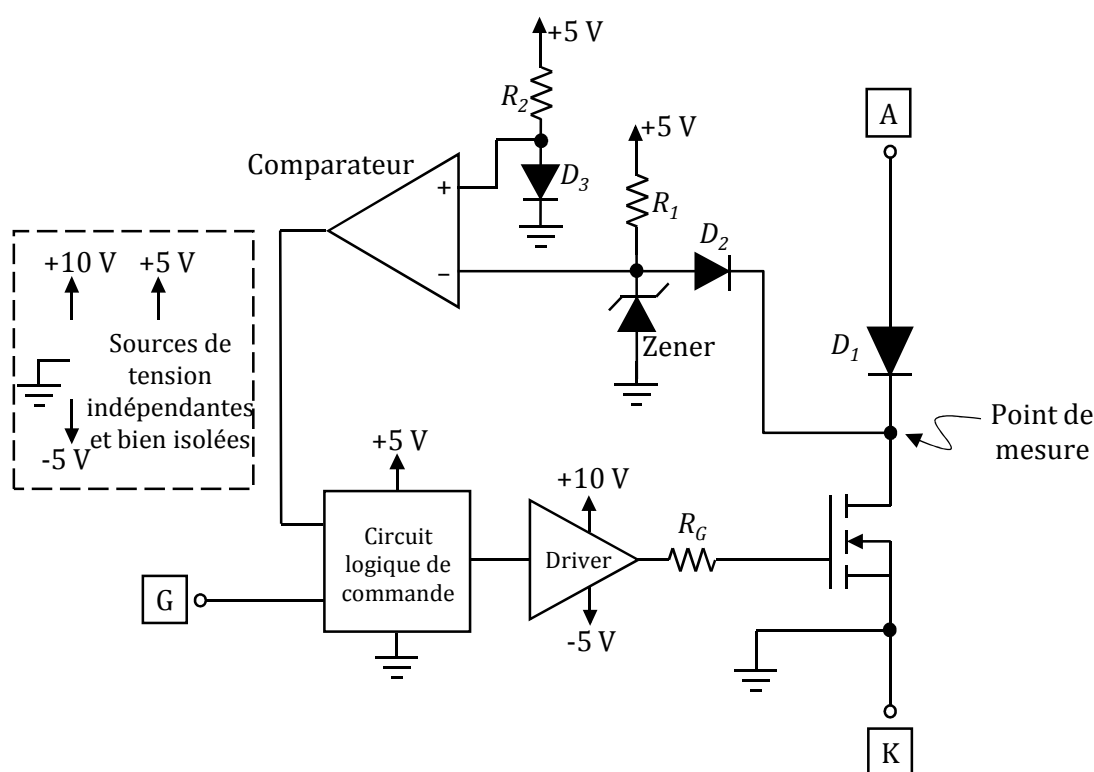 +5 V
R2
Comparateur
+
D3
+5 V
R1
D2
−
Zener
A
D1
Point de
mesure
+10 V
+5 V
Sources de
tension
indépendantes
et bien isolées
-5 V
+5 V
Circuit
logique de
commande
G
+10 V
Driver
-5 V
RG
K